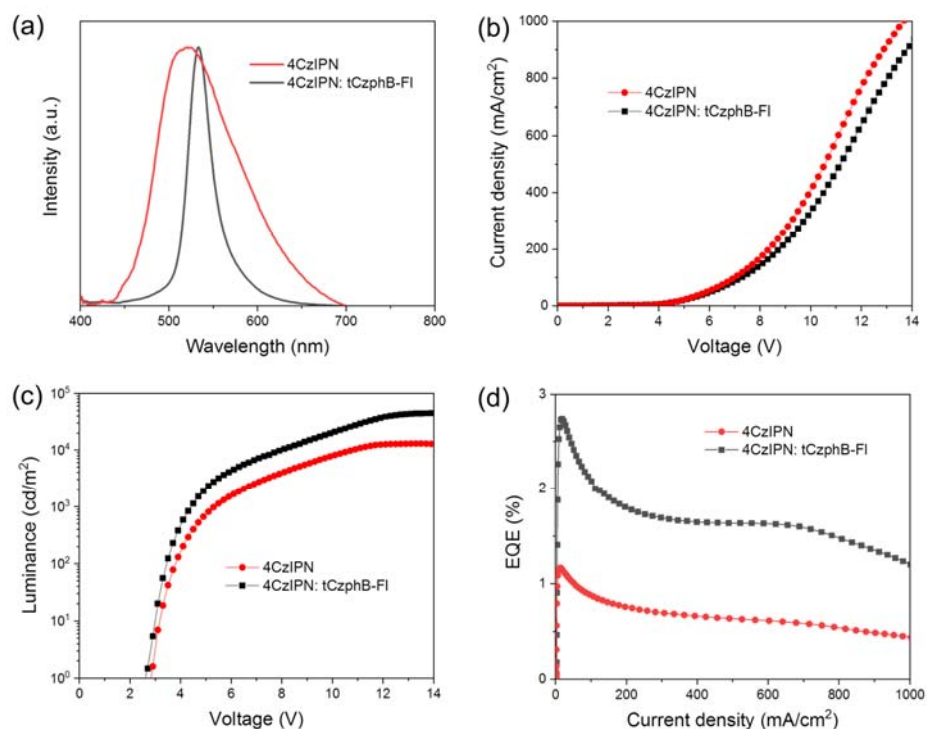 (a)
4CzIPN
4CzIPN: tCzphB-Fl
Intensity (a.u.)
400 500 600 700 800
Wavelength (nm)
(b)
1000
800
600
400
200
0
4CzIPN
4CzIPN: tCzphB-Fl
Current density (mA/cm²)
0 2 4 6 8 10 12 14
Voltage (V)
(c)
10⁵
10⁴
10³
10²
10¹
10⁰
4CzIPN
4CzIPN: tCzphB-Fl
Luminance (cd/m²)
0 2 4 6 8 10 12 14
Voltage (V)
(d)
3
2
1
0
4CzIPN
4CzIPN: tCzphB-Fl
EQE (%)
0 200 400 600 800 1000
Current density (mA/cm²)